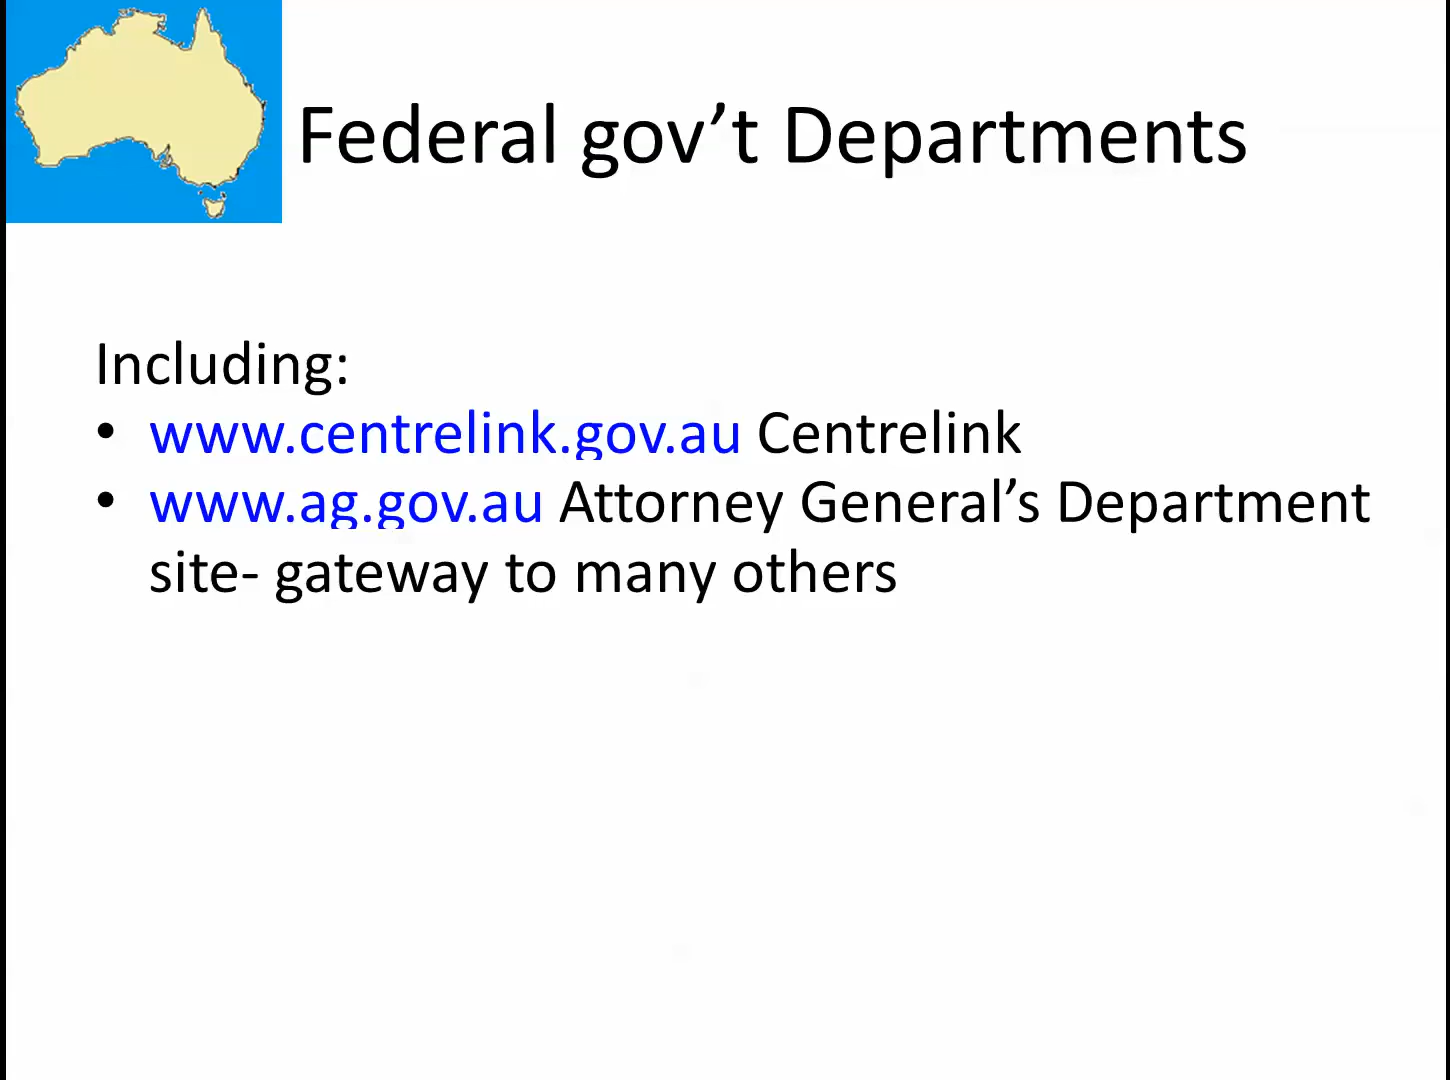 Federal gov’t Departments
Including:
• www.centrelink.gov.au Centrelink
• www.ag.gov.au Attorney General’s Department
site- gateway to many others